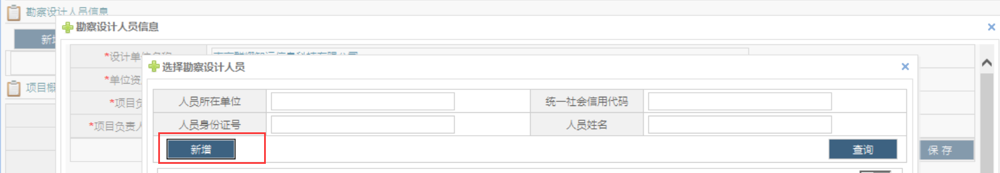 勘察设计人员信息
勘察设计人员信息
新
*设计单位名称
选择勘察设计人员
*单位资
项目概
人员所在单位
统一社会信用代码
*项目负
*项目负责人
人员身份证号
人员姓名
新增
查询
保 存